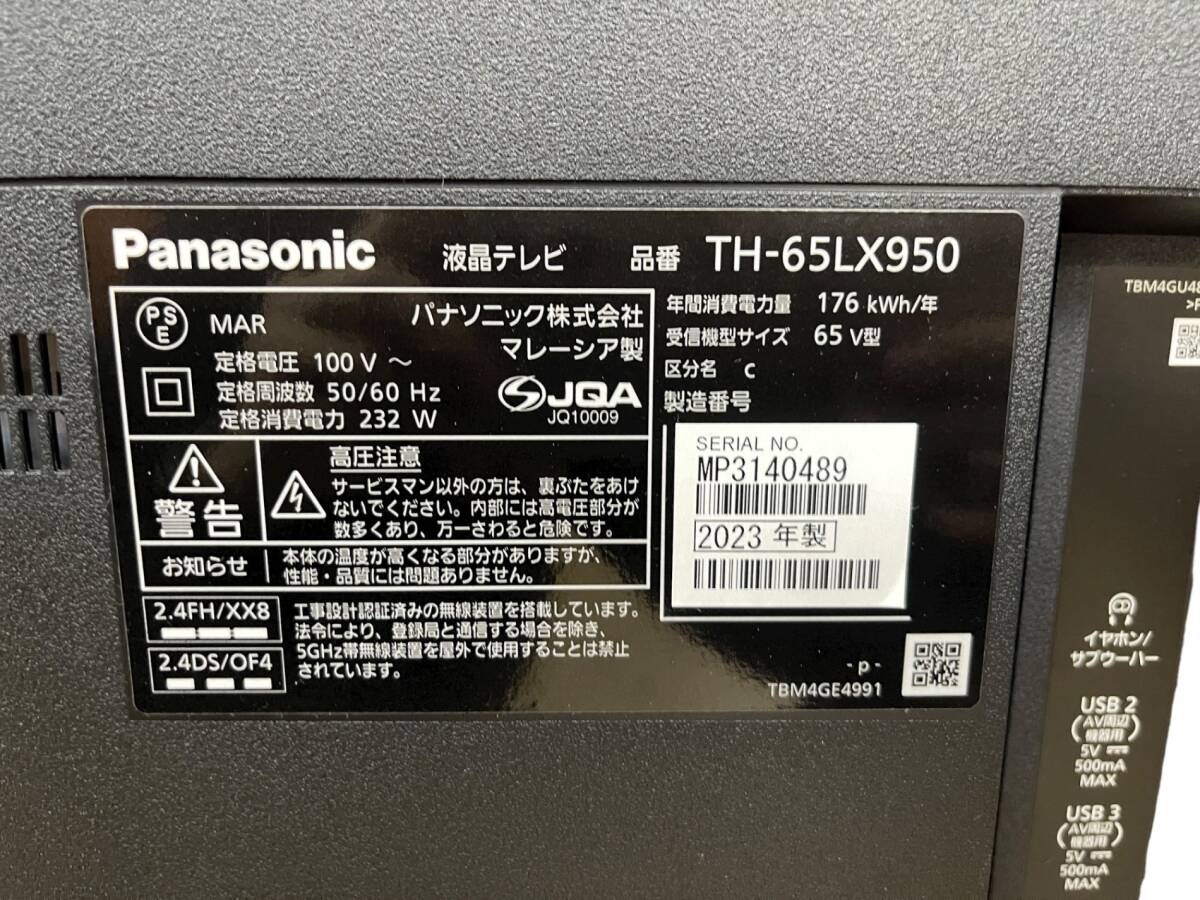 Panasonic 液晶テレビ 品番 TH-65LX950
PS
E
MAR
パナソニック株式会社
マレーシア製
定格電圧 100 V ～
定格周波数 50/60 Hz
定格消費電力 232 W
JQA
JQ10009
年間消費電力量 176 kWh/年
受信機型サイズ 65 V型
区分名 C
製造番号
SERIAL NO.
MP3140489
2023 年製
警告
高圧注意
サービスマン以外の方は、裏ぶたをあけ
ないでください。内部には高電圧部分が
数多くあり、万一さわると危険です。
お知らせ
本体の温度が高くなる部分がありますが、
性能・品質には問題ありません。
2.4FH/XX8
2.4DS/OF4
工事設計認証済みの無線装置を搭載しています。
法令により、登録局と通信する場合を除き、
5GHz帯無線装置を屋外で使用することは禁止
されています。
- p -
TBM4GE4991
TBM4GU48
イヤホン/
サブウーハー
USB 2
(AV周辺
機器用)
5V
500mA
MAX
USB 3
(AV周辺
機器用)
5V
500mA
MAX